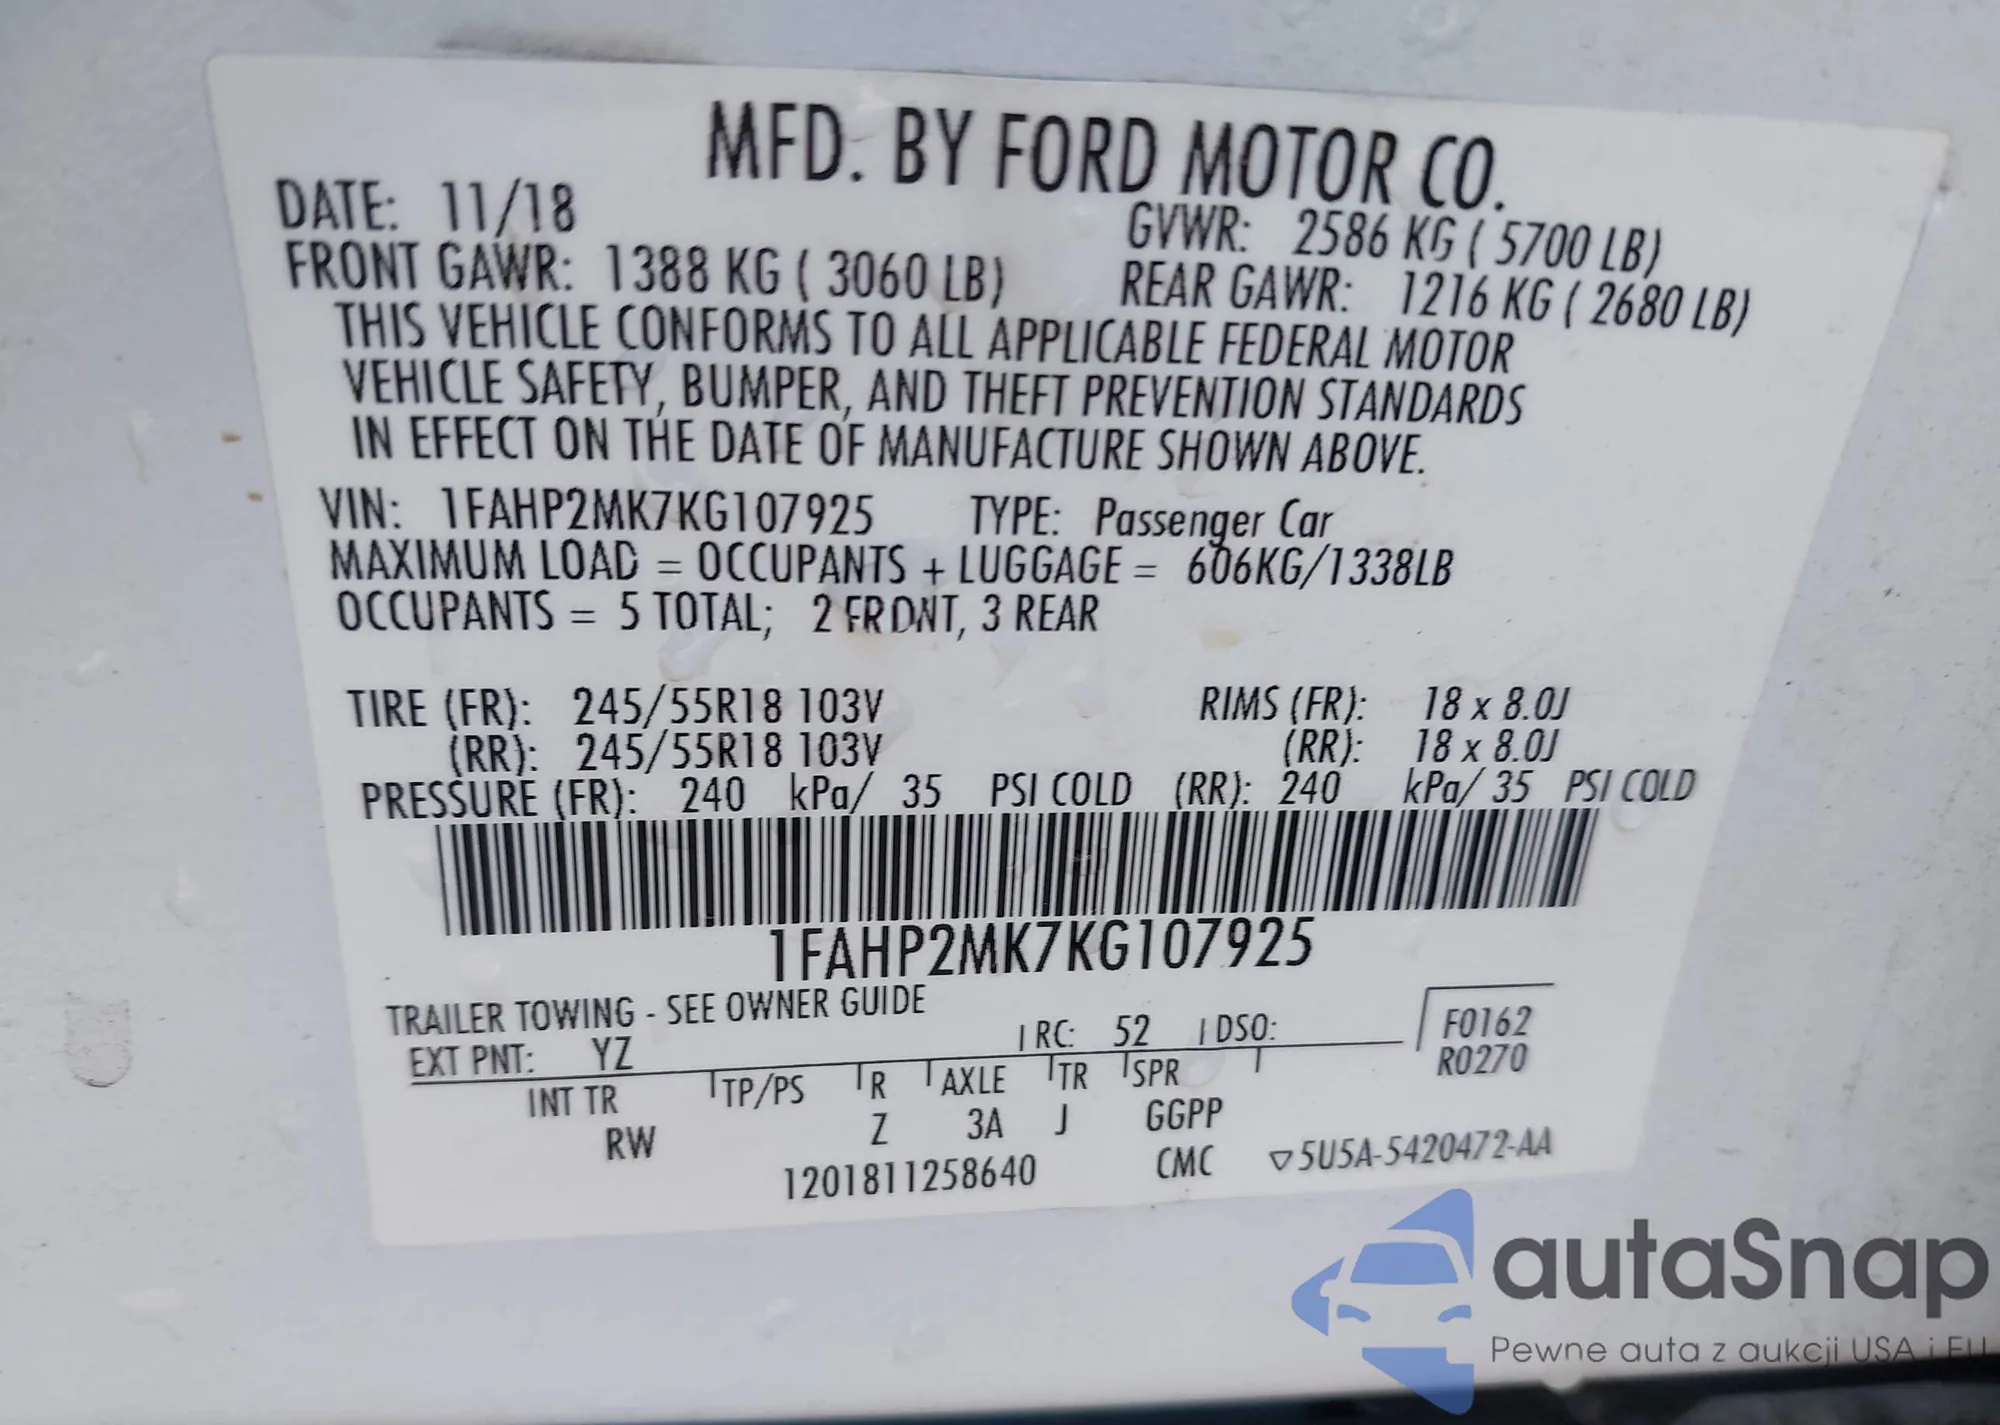 MFD. BY FORD MOTOR CO.
DATE: 11/18 GVWR: 2586 KG ( 5700 LB)
FRONT GAWR: 1388 KG ( 3060 LB) REAR GAWR: 1216 KG ( 2680 LB)
THIS VEHICLE CONFORMS TO ALL APPLICABLE FEDERAL MOTOR
VEHICLE SAFETY, BUMPER, AND THEFT PREVENTION STANDARDS
IN EFFECT ON THE DATE OF MANUFACTURE SHOWN ABOVE.
VIN: 1FAHP2MK7KG107925 TYPE: Passenger Car
MAXIMUM LOAD = OCCUPANTS + LUGGAGE = 606KG/1338LB
OCCUPANTS = 5 TOTAL; 2 FRONT, 3 REAR
TIRE (FR): 245/55R18 103V RIMS (FR): 18 x 8.0J
(RR): 245/55R18 103V (RR): 18 x 8.0J
PRESSURE (FR): 240 kPa/ 35 PSI COLD (RR): 240 kPa/ 35 PSI COLD
1FAHP2MK7KG107925
TRAILER TOWING - SEE OWNER GUIDE
EXT PNT: YZ RC: 52 DSO: F0162
R0270
INT TR TP/PS R AXLE TR SPR
RW Z 3A J GGPP
1201811258640 CMC ▽5U5A-5420472-AA
autaSnap
Pewne auta z aukcji USA i EU